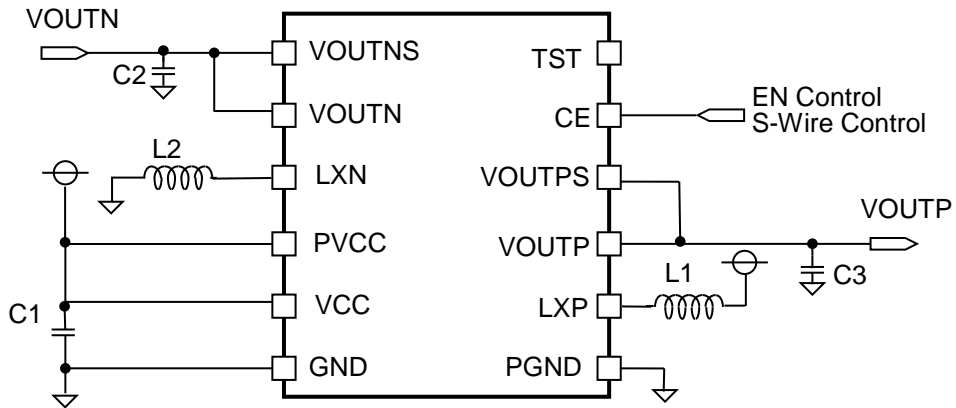 VOUTN
C2
VOUTNS
VOUTN
L2
LXN
PVCC
VCC
C1
GND
TST
CE
EN Control
S-Wire Control
VOUTPS
VOUTP
VOUTP
L1
C3
LXP
PGND